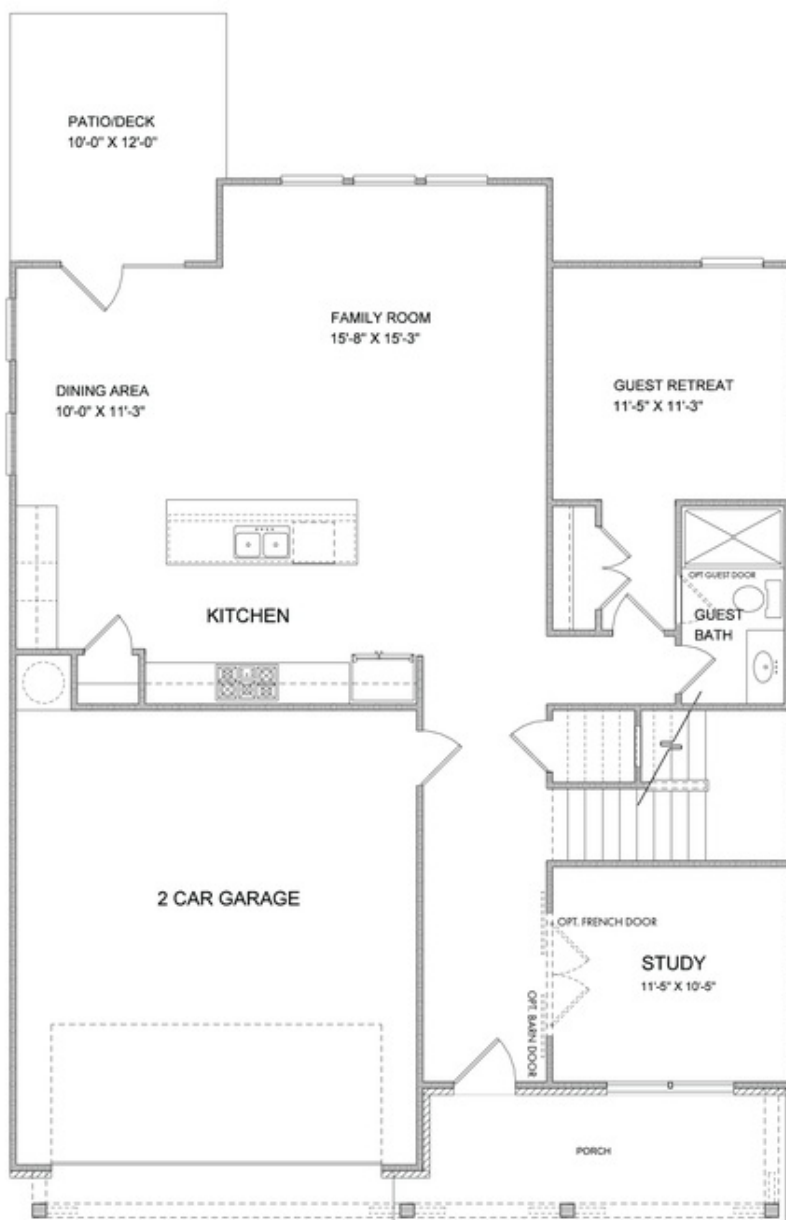 PATIO/DECK
10'-0" X 12'-0"
FAMILY ROOM
15'-8" X 15'-3"
DINING AREA
10'-0" X 11'-3"
GUEST RETREAT
11'-5" X 11'-3"
KITCHEN
OPT GUEST DOOR
GUEST
BATH
2 CAR GARAGE
OPT. FRENCH DOOR
STUDY
11'-5" X 10'-5"
OPT. BARN DOOR
PORCH